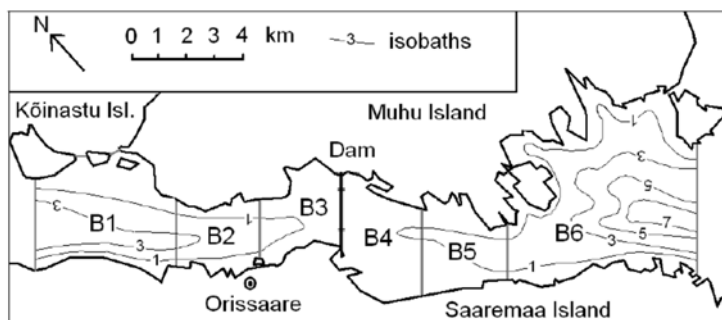 N
0 1 2 3 4 km
3 isobaths
Kõinastu Isl.
Muhu Island
Dam
1
3
5
7
5
3
1
3
B1
3
1
B2
1
B3
B4
B5
B6
Orissaare
Saaremaa Island